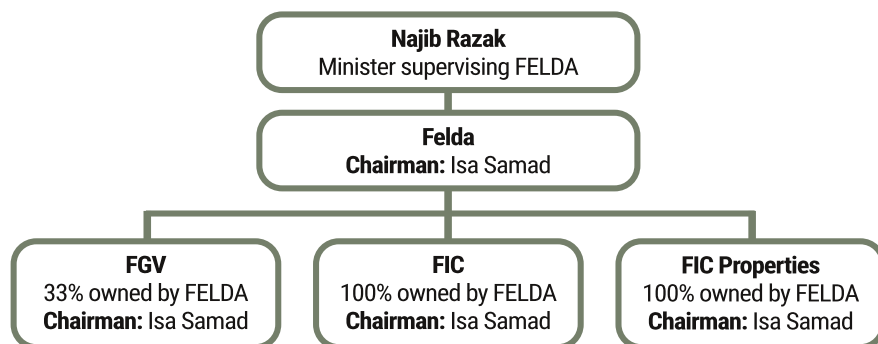 Najib Razak
Minister supervising FELDA
Felda
Chairman: Isa Samad
FGV
33% owned by FELDA
Chairman: Isa Samad
FIC
100% owned by FELDA
Chairman: Isa Samad
FIC Properties
100% owned by FELDA
Chairman: Isa Samad